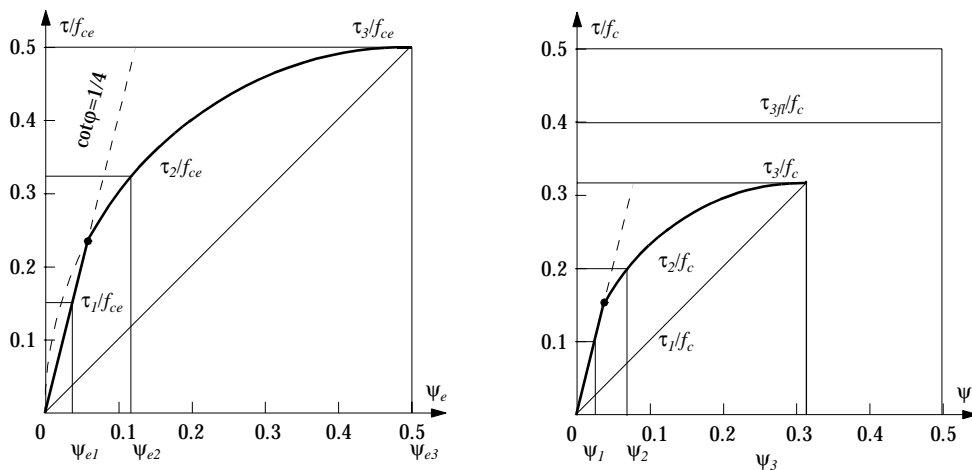 τ/f_ce
τ_3/f_ce
0.5
cotφ=1/4
0.4
τ_2/f_ce
0.3
0.2
τ_1/f_ce
0.1
ψ_e
0 0.1 0.2 0.3 0.4 0.5
ψ_e1 ψ_e2 ψ_e3
τ/f_c
0.5
τ_3fl/f_c
0.4
τ_3/f_c
0.3
τ_2/f_c
0.2
τ_1/f_c
0.1
ψ
0 0.1 0.2 0.3 0.4 0.5
ψ_1 ψ_2 ψ_3